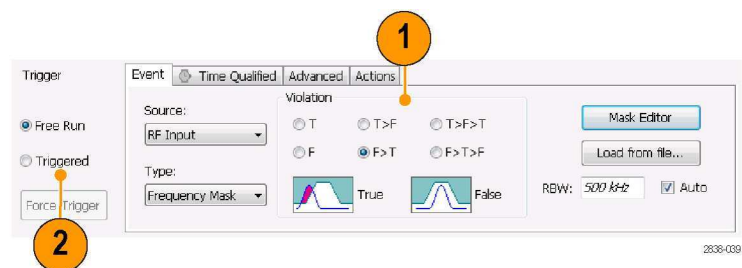 1
Trigger
Event Time Qualified Advanced Actions
Free Run
Triggered
Force Trigger
2
Source:
RF Input
Type:
Frequency Mask
Violation
T T>F T>F>T
F F>T F>T>F
True False
Mask Editor
Load from file...
RBW: 500 kHz Auto
2838-039